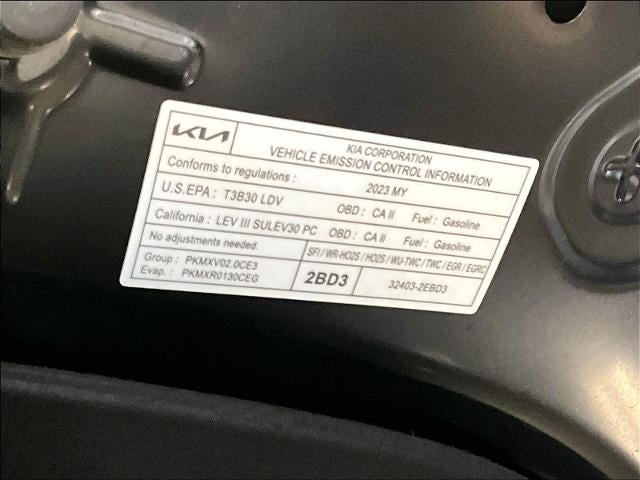 KIA
KIA CORPORATION
VEHICLE EMISSION CONTROL INFORMATION
Conforms to regulations : 2023 MY
U.S.EPA : T3B30 LDV OBD : CA II Fuel : Gasoline
California : LEV III SULEV30 PC OBD : CA II Fuel : Gasoline
No adjustments needed. SFI / WR-HO2S / HO2S / WU-TWC / TWC / EGR / EGRC
Group : PKMXV02.0CE3
Evap. : PKMXR0130CEG
2BD3 32403-2EBD3